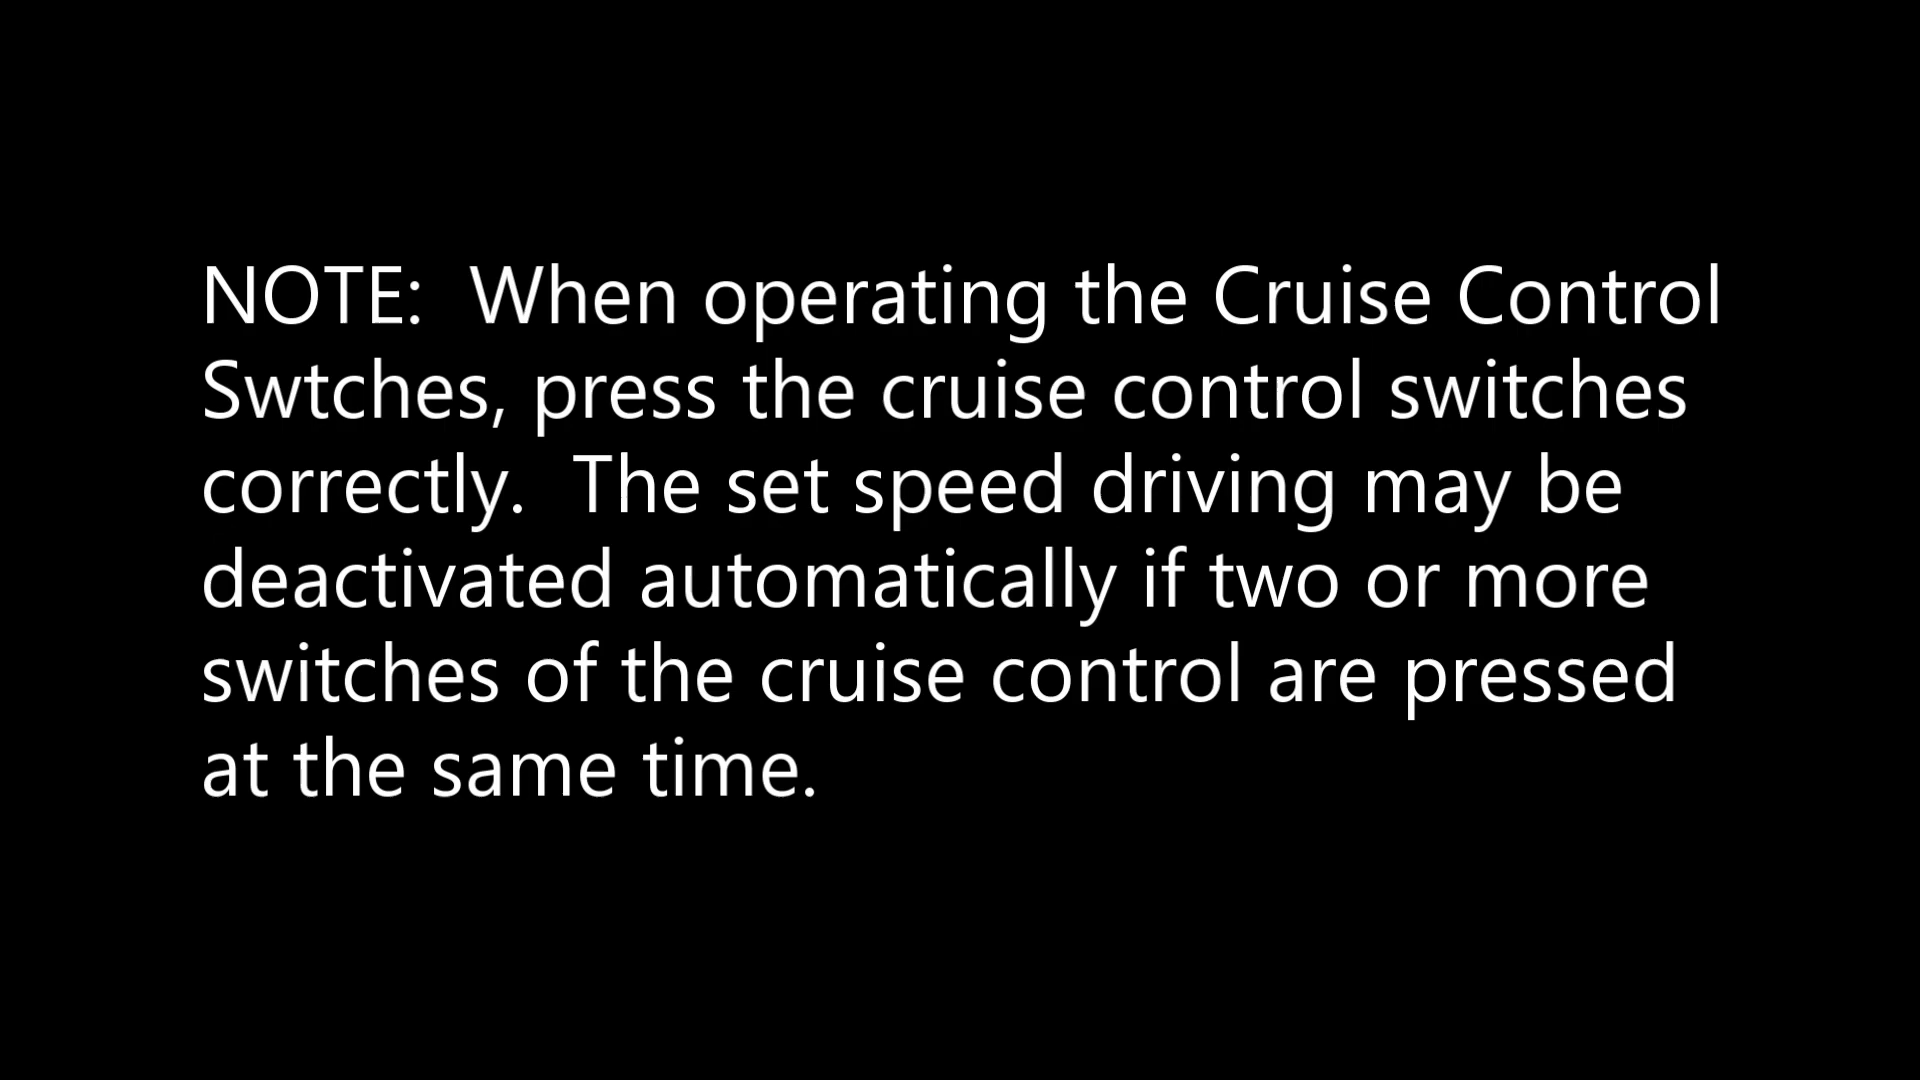 NOTE:  When operating the Cruise Control
Swtches, press the cruise control switches
correctly.  The set speed driving may be
deactivated automatically if two or more
switches of the cruise control are pressed
at the same time.